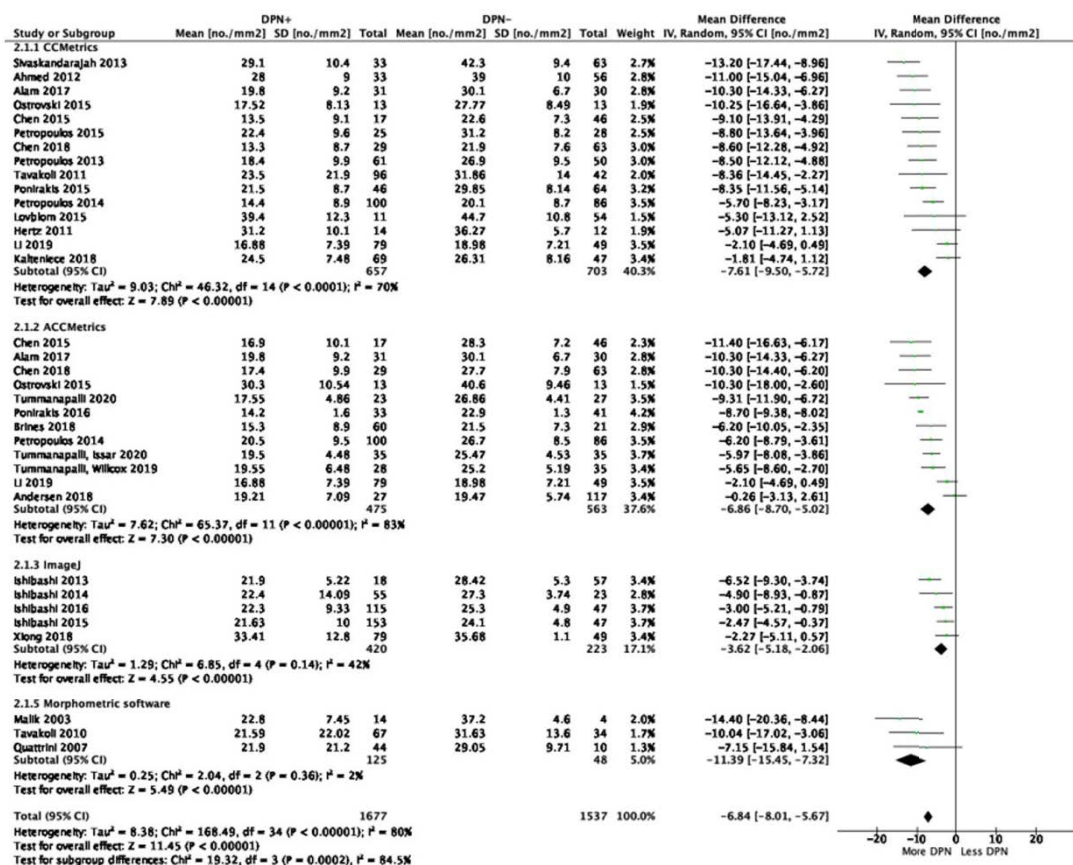 DPN+ DPN- Mean Difference Mean Difference
Study or Subgroup Mean [no./mm2] SD [no./mm2] Total Mean [no./mm2] SD [no./mm2] Total Weight IV, Random, 95% CI [no./mm2] IV, Random, 95% CI [no./mm2]
2.1.1 CCMetrics
Sivaskandarajah 2013 29.1 10.4 33 42.3 9.4 63 2.7% -13.20 [-17.44, -8.96]
Ahmed 2012 28 9 33 39 10 56 2.8% -11.00 [-15.04, -6.96]
Alam 2017 19.8 9.2 31 30.1 6.7 30 2.8% -10.30 [-14.33, -6.27]
Ostrovski 2015 17.52 8.13 13 27.77 8.49 13 2.0% -10.25 [-16.64, -3.86]
Chen 2015 13.5 9.1 17 22.6 7.3 46 2.5% -9.10 [-13.91, -4.29]
Petropoulos 2015 22.4 9.6 25 31.2 8.2 28 2.5% -8.80 [-13.64, -3.96]
Chen 2018 13.3 8.7 29 21.9 7.6 63 3.0% -8.60 [-12.28, -4.92]
Petropoulos 2013 18.4 9.9 61 26.9 9.5 50 3.0% -8.50 [-12.12, -4.88]
Tavakoli 2011 23.5 21.9 96 31.86 14 42 2.2% -8.36 [-14.45, -2.27]
Ponirakis 2015 21.5 8.7 46 29.85 8.14 64 3.2% -8.35 [-11.56, -5.14]
Petropoulos 2014 14.4 8.9 100 20.1 8.7 86 3.5% -5.70 [-8.23, -3.17]
Lovblom 2015 39.4 12.3 11 44.7 10.8 54 1.6% -5.30 [-13.12, 2.52]
Hertz 2011 31.2 10.1 14 36.27 5.7 12 2.1% -5.07 [-11.27, 1.13]
LI 2019 16.88 7.39 79 18.98 7.21 49 3.4% -2.10 [-4.69, 0.49]
Kalteniece 2018 24.5 7.48 69 26.31 8.16 47 3.3% -1.81 [-4.74, 1.12]
Subtotal (95% CI) 657 703 40.3% -7.61 [-9.50, -5.72]
Heterogeneity: Tau² = 9.03; Chi² = 46.32, df = 14 (P < 0.0001); I² = 70%
Test for overall effect: Z = 7.89 (P < 0.00001)
2.1.2 ACCMetrics
Chen 2015 16.9 10.1 17 28.3 7.2 46 2.3% -11.40 [-16.63, -6.17]
Alam 2017 19.8 9.2 31 30.1 6.7 30 2.8% -10.30 [-14.33, -6.27]
Chen 2018 17.4 9.9 29 27.7 7.9 63 2.8% -10.30 [-14.40, -6.20]
Ostrovski 2015 30.3 10.54 13 40.6 9.46 13 1.6% -10.30 [-18.00, -2.60]
Tummanapalli 2020 17.55 4.86 23 26.86 4.41 27 3.4% -9.31 [-11.90, -6.72]
Ponirakis 2016 14.2 1.6 33 22.9 1.3 41 4.2% -8.70 [-9.38, -8.02]
Brines 2018 15.3 8.9 60 21.5 7.3 21 2.9% -6.20 [-10.05, -2.35]
Petropoulos 2014 20.5 9.5 100 26.7 8.5 86 3.4% -6.20 [-8.79, -3.61]
Tummanapalli, Issar 2020 19.5 4.48 35 25.47 4.53 35 3.7% -5.97 [-8.08, -3.86]
Tummanapalli, Willcox 2019 19.55 6.48 28 25.2 5.19 35 3.3% -5.65 [-8.60, -2.70]
LI 2019 16.88 7.39 79 18.98 7.21 49 3.4% -2.10 [-4.69, 0.49]
Andersen 2018 19.21 7.09 27 19.47 5.74 117 3.4% -0.26 [-3.13, 2.61]
Subtotal (95% CI) 475 563 37.6% -6.86 [-8.70, -5.02]
Heterogeneity: Tau² = 7.62; Chi² = 65.37, df = 11 (P < 0.00001); I² = 83%
Test for overall effect: Z = 7.30 (P < 0.00001)
2.1.3 ImageJ
Ishibashi 2013 21.9 5.22 18 28.42 5.3 57 3.4% -6.52 [-9.30, -3.74]
Ishibashi 2014 22.4 14.09 55 27.3 3.74 23 2.8% -4.90 [-8.93, -0.87]
Ishibashi 2016 22.3 9.33 115 25.3 4.9 47 3.7% -3.00 [-5.21, -0.79]
Ishibashi 2015 21.63 10 153 24.1 4.8 47 3.7% -2.47 [-4.57, -0.37]
Xiong 2018 33.41 12.8 79 35.68 1.1 49 3.4% -2.27 [-5.11, 0.57]
Subtotal (95% CI) 420 223 17.1% -3.62 [-5.18, -2.06]
Heterogeneity: Tau² = 1.29; Chi² = 6.85, df = 4 (P = 0.14); I² = 42%
Test for overall effect: Z = 4.55 (P < 0.00001)
2.1.5 Morphometric software
Malik 2003 22.8 7.45 14 37.2 4.6 4 2.0% -14.40 [-20.36, -8.44]
Tavakoli 2010 21.59 22.02 67 31.63 13.6 34 1.7% -10.04 [-17.02, -3.06]
Quattrini 2007 21.9 21.2 44 29.05 9.71 10 1.3% -7.15 [-15.84, 1.54]
Subtotal (95% CI) 125 48 5.0% -11.39 [-15.45, -7.32]
Heterogeneity: Tau² = 0.25; Chi² = 2.04, df = 2 (P = 0.36); I² = 2%
Test for overall effect: Z = 5.49 (P < 0.00001)
Total (95% CI) 1677 1537 100.0% -6.84 [-8.01, -5.67]
Heterogeneity: Tau² = 8.38; Chi² = 168.49, df = 34 (P < 0.00001); I² = 80%
Test for overall effect: Z = 11.45 (P < 0.00001)
Test for subgroup differences: Chi² = 19.32, df = 3 (P = 0.0002), I² = 84.5%
-20 -10 0 10 20
More DPN Less DPN